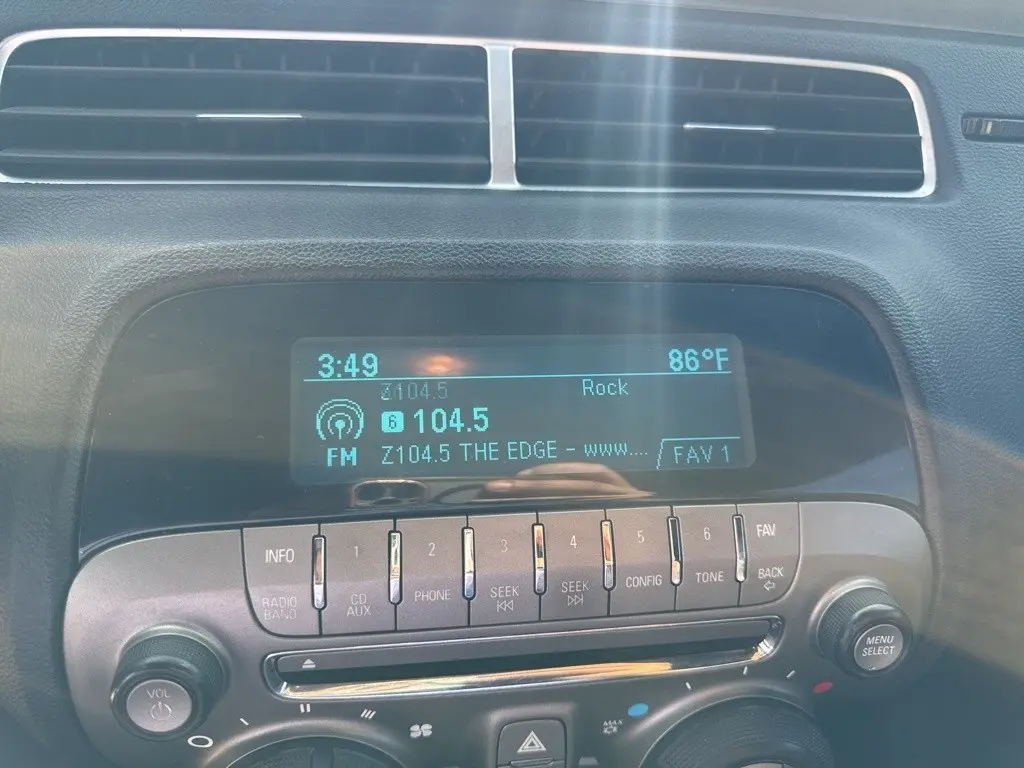 3:49 86°F
Z104.5 Rock
6 104.5
FM Z104.5 THE EDGE - www.... FAV 1
INFO 1 2 3 4 5 6 FAV
RADIO BAND CD AUX PHONE SEEK SEEK CONFIG TONE BACK
VOL
MENU SELECT
MAX